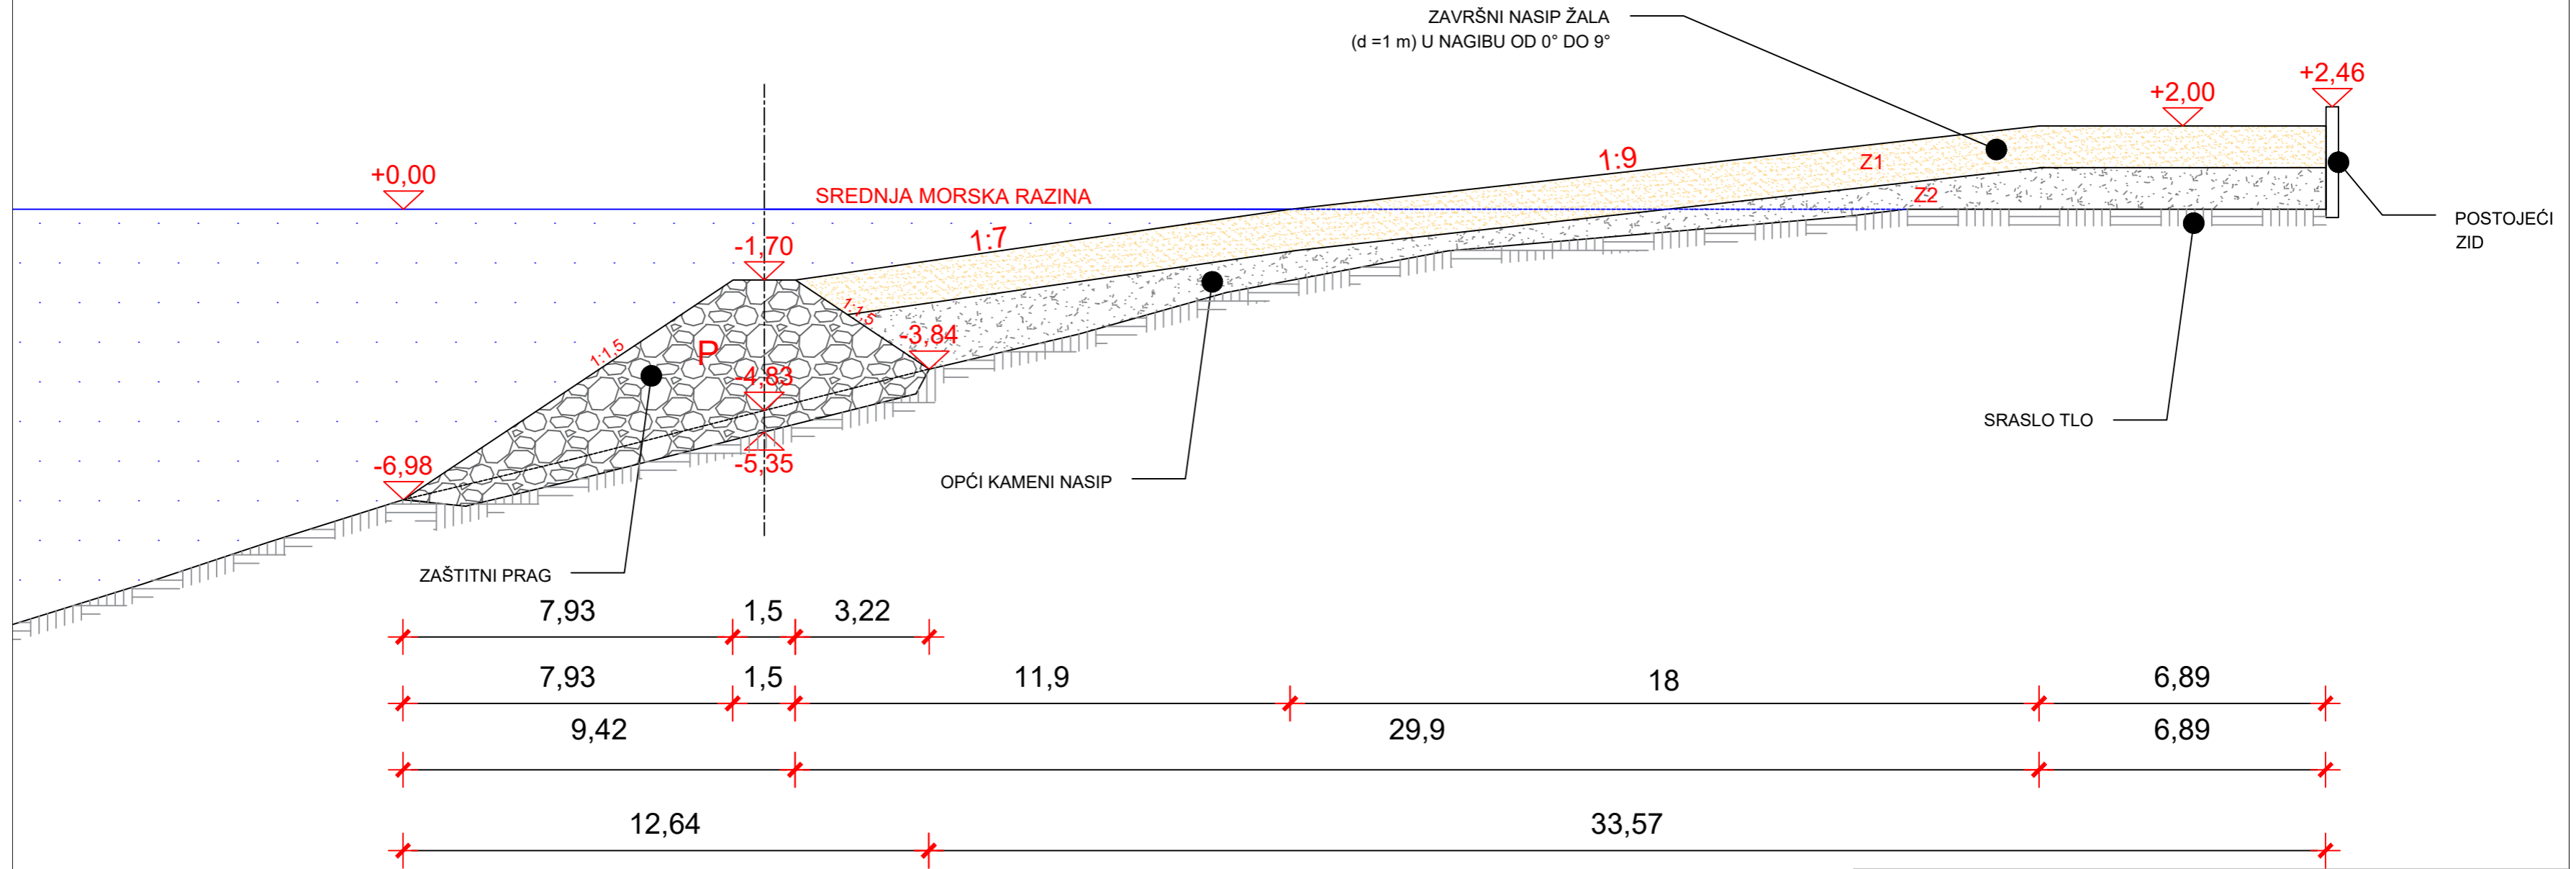 ZAVRŠNI NASIP ŽALA
(d =1 m) U NAGIBU OD 0° DO 9°
+2,46
+2,00
+0,00
SREDNJA MORSKA RAZINA
1:9
Z1
Z2
1:7
-1,70
POSTOJEĆI
ZID
1:1,5
-3,84
1:1,5
P
-4,83
-5,35
-6,98
SRASLO TLO
OPĆI KAMENI NASIP
ZAŠTITNI PRAG
7,93 1,5 3,22
7,93 1,5 11,9 18 6,89
9,42 29,9 6,89
12,64 33,57